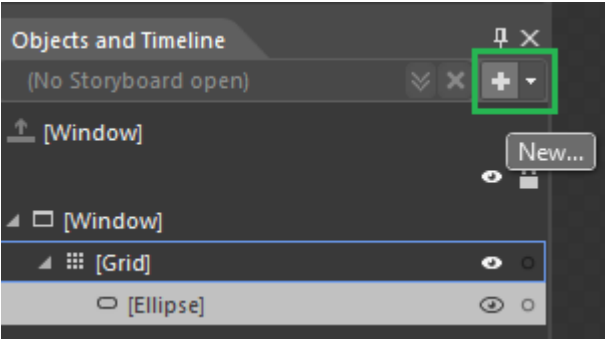 Objects and Timeline
(No Storyboard open)
[Window]
New...
[Window]
[Grid]
[Ellipse]